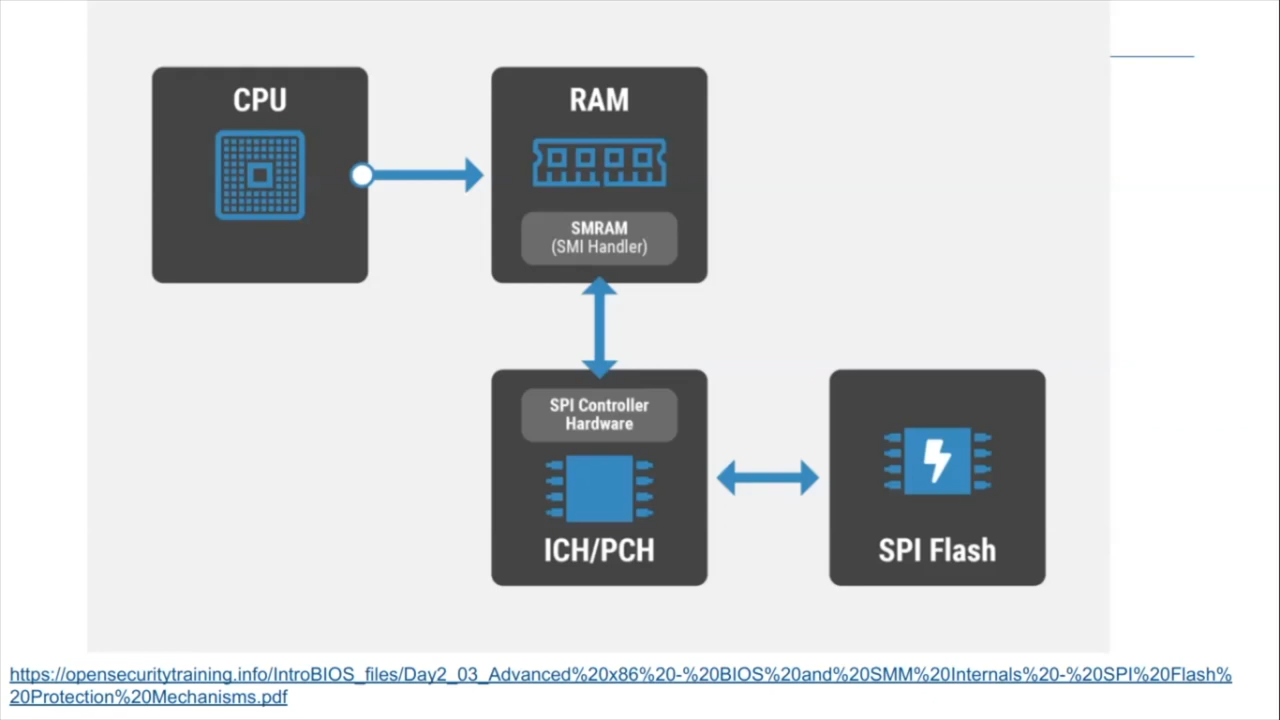 CPU
RAM
SMRAM
(SMI Handler)
SPI Controller
Hardware
ICH/PCH
SPI Flash
https://opensecuritytraining.info/IntroBIOS_files/Day2_03_Advanced%20x86%20-%20BIOS%20and%20SMM%20Internals%20-%20SPI%20Flash%
20Protection%20Mechanisms.pdf